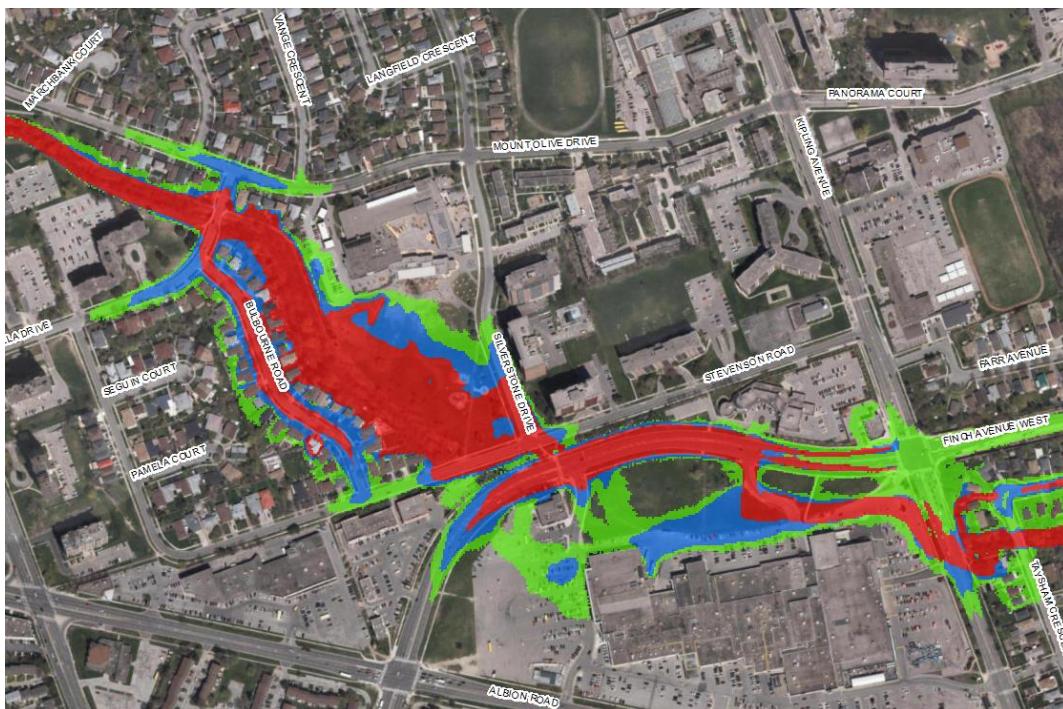 MARCHBANK COURT
VANGE CRESCENT
LANGFIELD CRESCENT
PANORAMA COURT
MOUNT OLIVE DRIVE
KIPLING AVENUE
BULBOURNE ROAD
SILVERSTONE DRIVE
STEVENSON ROAD
FARR AVENUE
SEGUIN COURT
PAMELA COURT
FINCH AVENUE WEST
ALBION ROAD